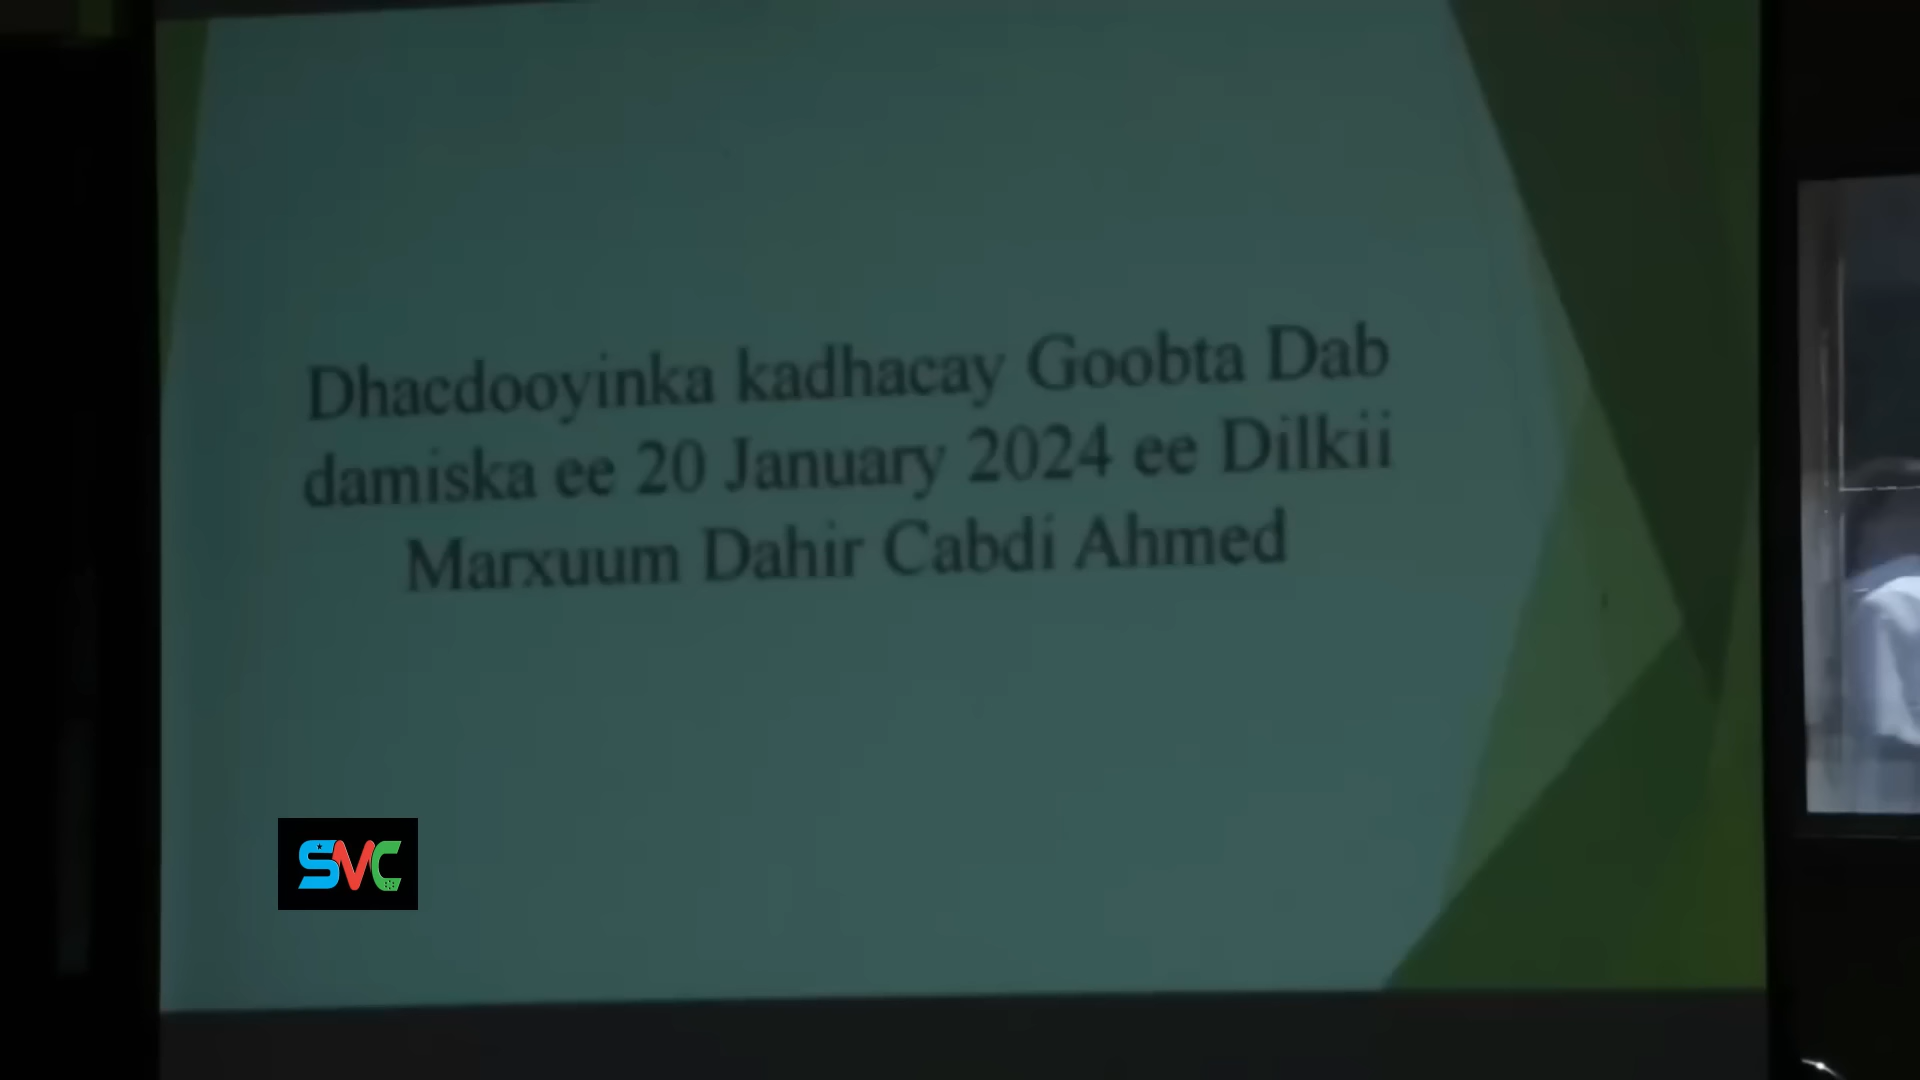 Dhacdooyinka kadhacay Goobta Dab
damiska ee 20 January 2024 ee Dilkii
Marxuum Dahir Cabdi Ahmed
SVC